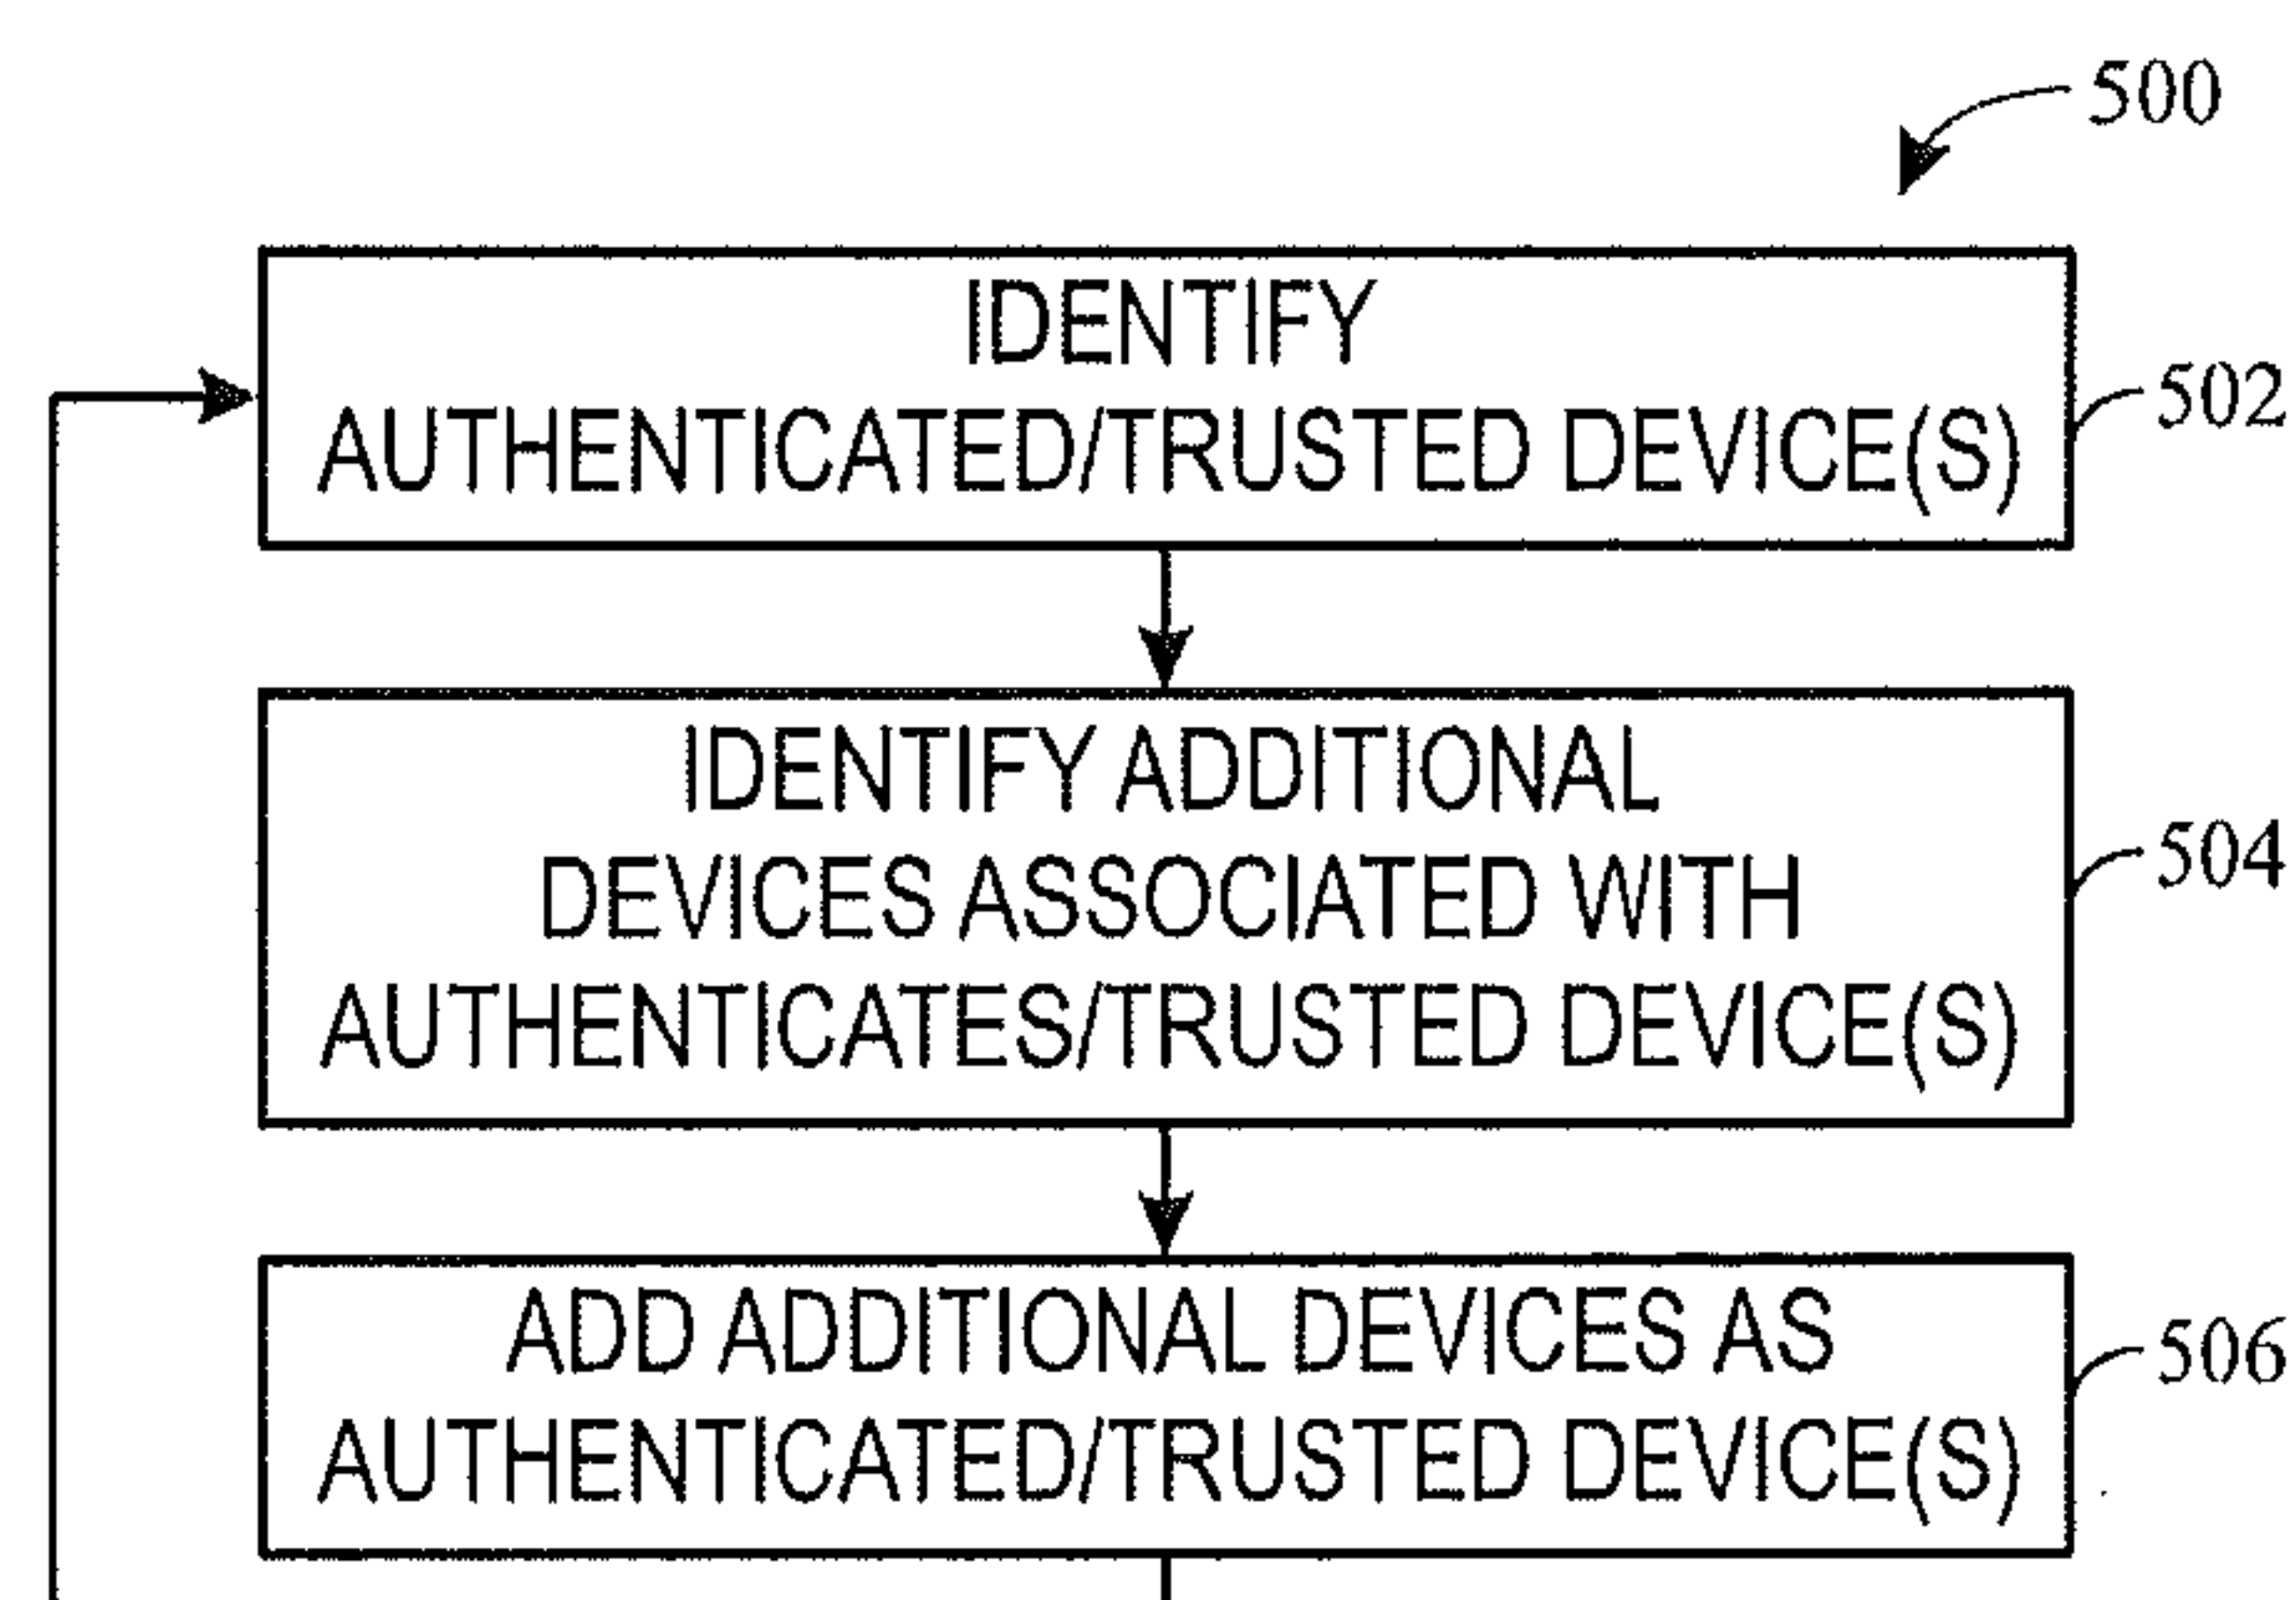 500
IDENTIFY
AUTHENTICATED/TRUSTED DEVICE(S)
502
IDENTIFY ADDITIONAL
DEVICES ASSOCIATED WITH
AUTHENTICATES/TRUSTED DEVICE(S)
504
ADD ADDITIONAL DEVICES AS
AUTHENTICATED/TRUSTED DEVICE(S)
506